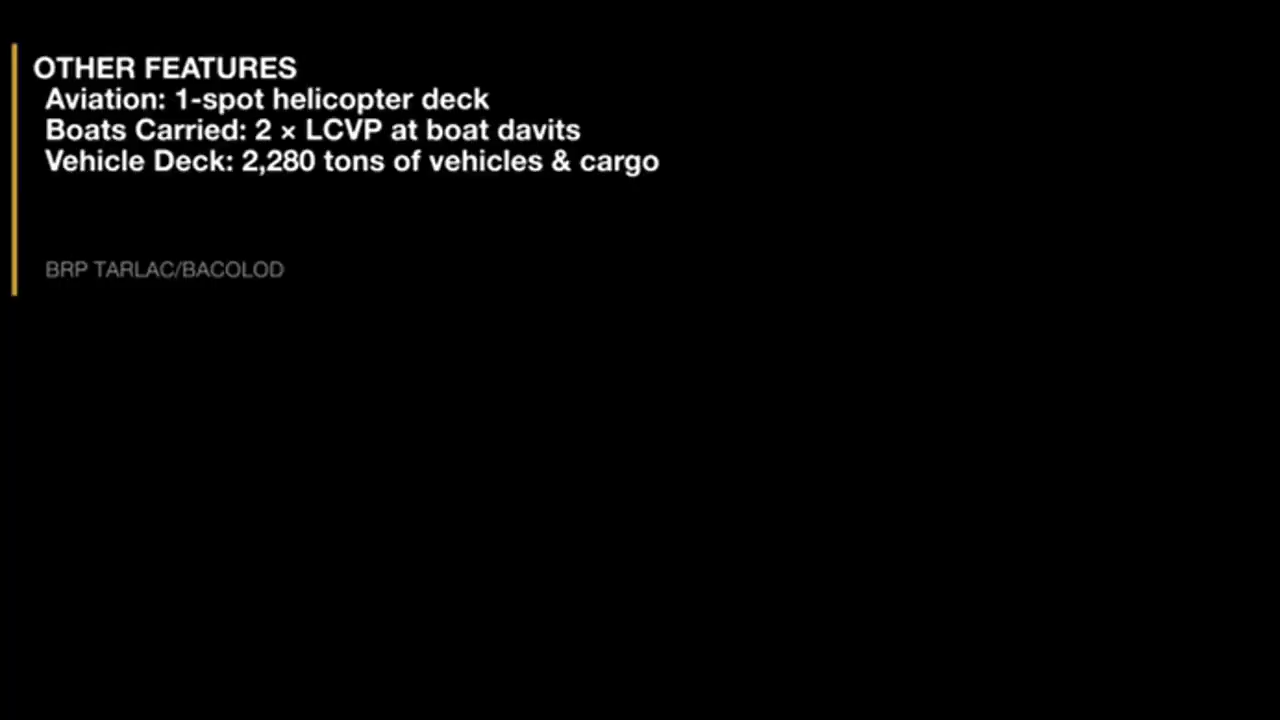 OTHER FEATURES
Aviation: 1-spot helicopter deck
Boats Carried: 2 × LCVP at boat davits
Vehicle Deck: 2,280 tons of vehicles & cargo
BRP TARLAC/BACOLOD